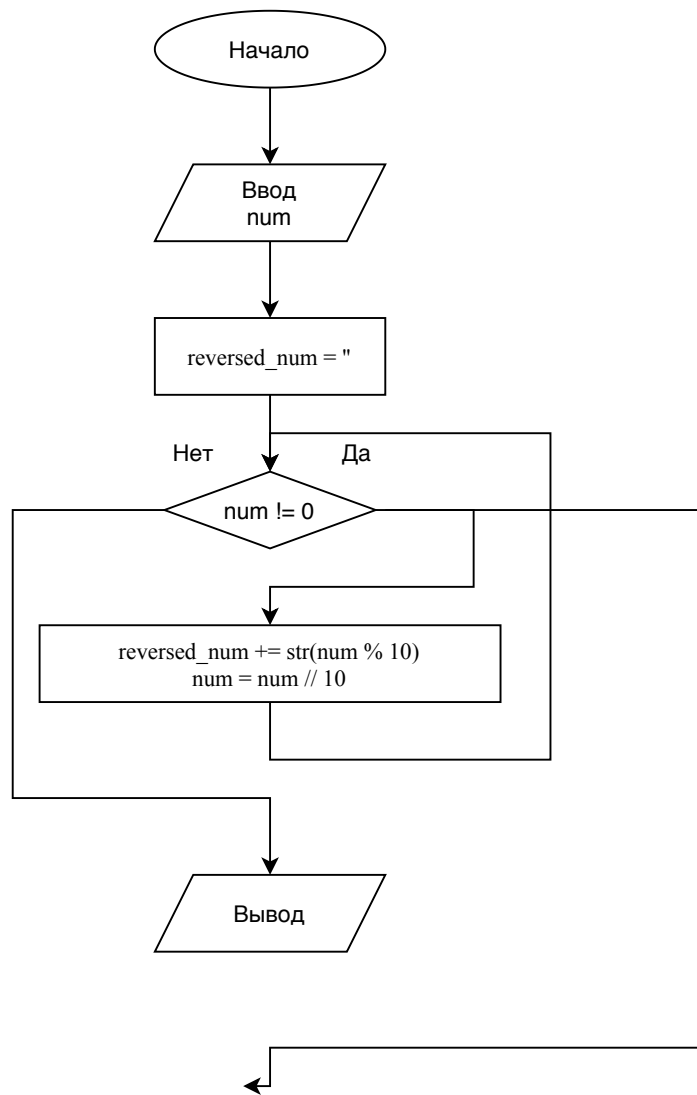 Начало
Ввод
num
reversed_num = ''
Нет
Да
num != 0
reversed_num += str(num % 10)
num = num // 10
Вывод